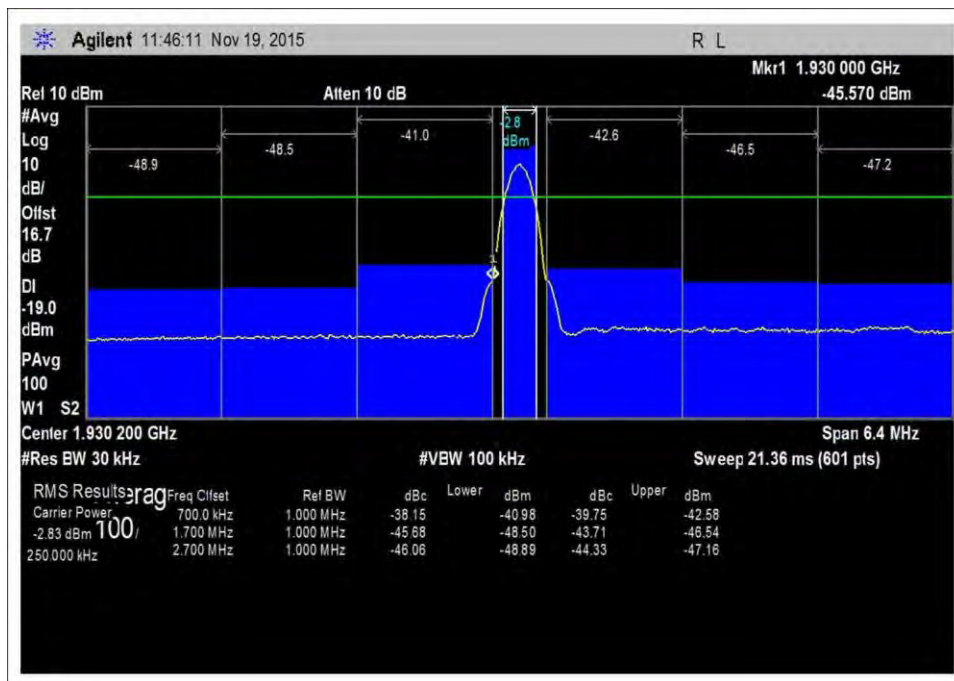 Agilent 11:46:11 Nov 19, 2015 R L
Mkr1 1.930 000 GHz
Rel 10 dBm Atten 10 dB -45.570 dBm
#Avg
Log
10
dB/
Offst
16.7
dB
DI
-19.0
dBm
PAvg
100
W1 S2
-48.9 -48.5 -41.0 -2.8 dBm -42.6 -46.5 -47.2
1
Center 1.930 200 GHz Span 6.4 MHz
#Res BW 30 kHz #VBW 100 kHz Sweep 21.36 ms (601 pts)
RMS Results Freq Offset Ref BW dBc Lower dBm dBc Upper dBm
Carrier Power 700.0 kHz 1.000 MHz -38.15 -40.98 -39.75 -42.58
-2.83 dBm 100/ 1.700 MHz 1.000 MHz -45.68 -48.50 -43.71 -46.54
250.000 kHz 2.700 MHz 1.000 MHz -46.06 -48.89 -44.33 -47.16